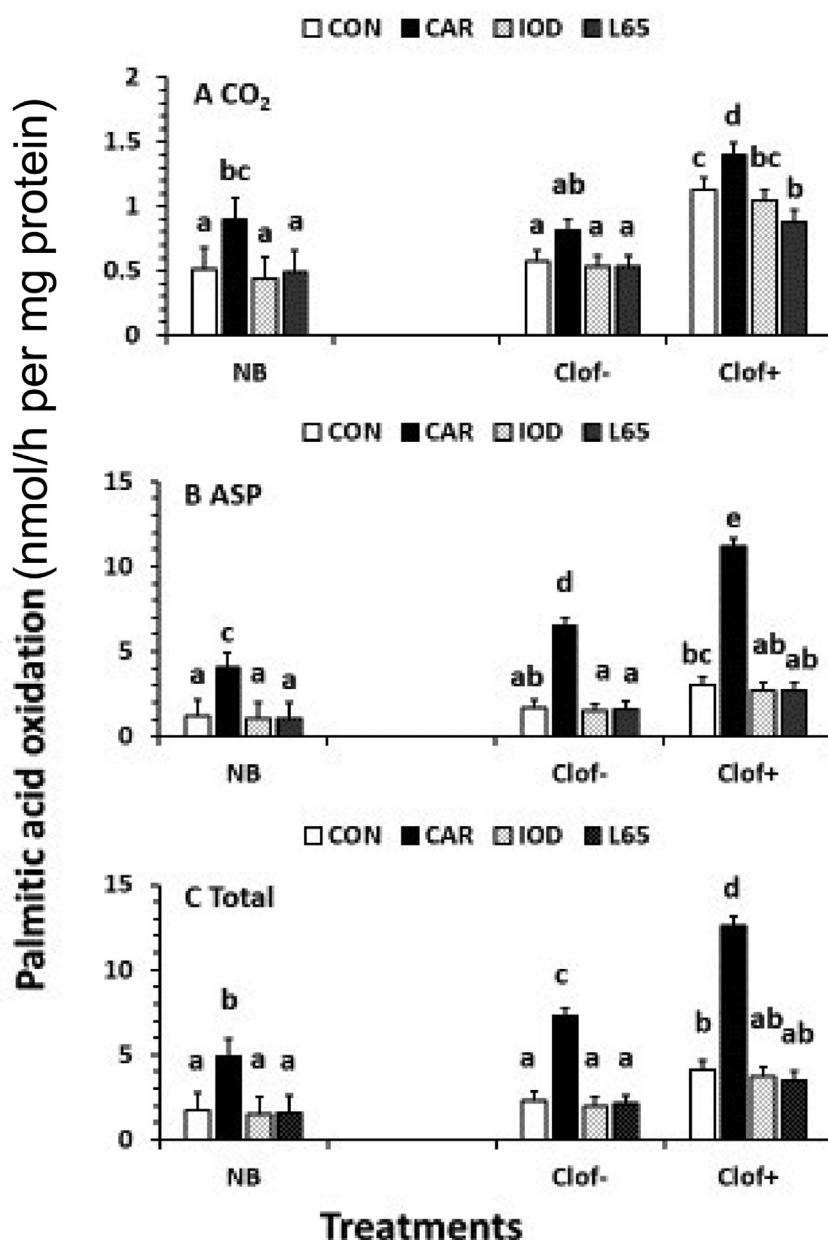 CON CAR IOD L65
A CO₂
2
1.5
1
0.5
0
a bc a a
a ab a a
c d bc b
NB Clof- Clof+
CON CAR IOD L65
B ASP
15
10
5
0
a c a a
ab d a a
bc e ab ab
NB Clof- Clof+
CON CAR IOD L65
C Total
15
10
5
0
a b a a
a c a a
b d ab ab
NB Clof- Clof+
Treatments
Palmitic acid oxidation (nmol/h per mg protein)